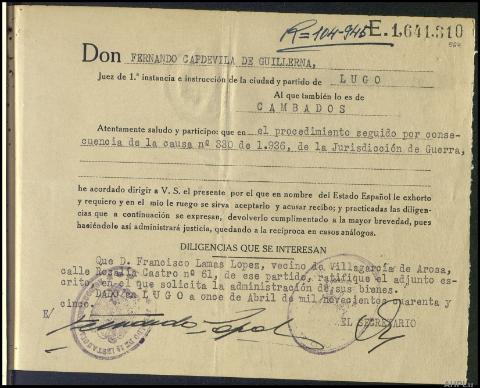 R=104-945
E.1,641,310
Don FERNANDO CAPDEVILA DE GUILLERNA,
Juez de 1.ª instancia e instrucción de la ciudad y partido de LUGO
Al que también lo es de
CAMBADOS
Atentamente saludo y participo: que en el procedimiento seguido por conse-
cuencia de la causa nº 330 de 1.936, de la Jurisdicción de Guerra,
he acordado dirigir a V. S. el presente por el que en nombre del Estado Español le exhorto
y requiero y en el mio le ruego se sirva aceptarlo y acusar recibo; y practicadas las diligen-
cias que a continuación se expresan, devolverlo cumplimentado a la mayor brevedad, pues
haciéndolo así administrará justicia, quedando a la recíproca en casos análogos.
DILIGENCIAS QUE SE INTERESAN
Que D. Francisco Lamas Lopez, vecino de Villagarcía de Arosa,
calle Rosalia Castro nº 61, de ese partido, ratifique el adjunto es-
crito, en el que solicita la administración de sus bienes.
DADO en LUGO a once de Abril de mil novecientos cuarenta y
cinco.
E/
EL SECRETARIO
Fernando